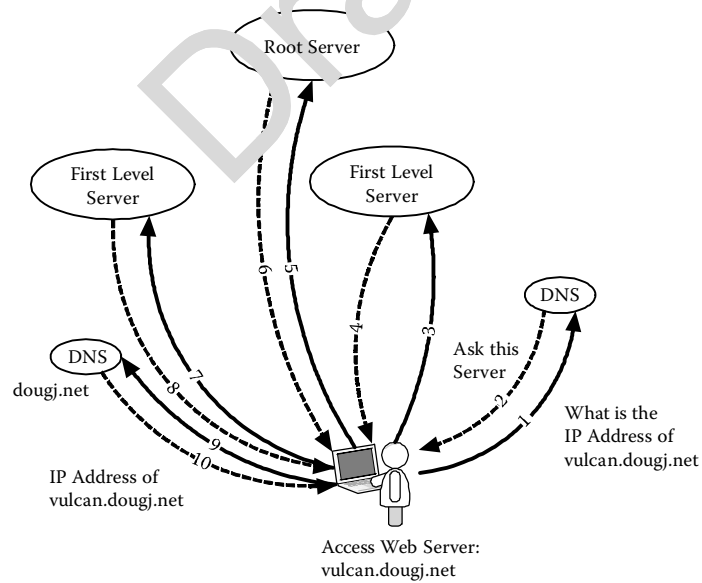 Root Server
First Level
Server
First Level
Server
DNS
DNS
dougj.net
Ask this
Server
What is the
IP Address of
vulcan.dougj.net
IP Address of
vulcan.dougj.net
Access Web Server:
vulcan.dougj.net
1
2
3
4
5
6
7
8
9
10
Dra